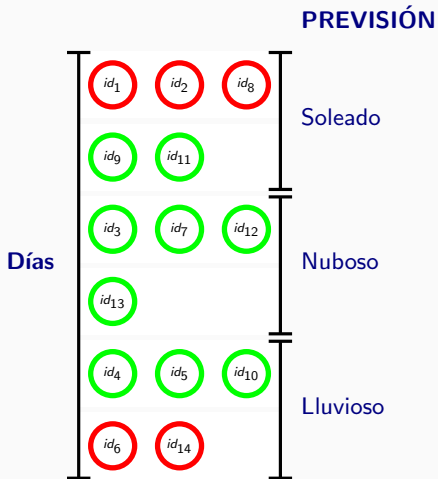 PREVISIÓN
id1 id2 id8
Soleado
id9 id11
id3 id7 id12
Días
Nuboso
id13
id4 id5 id10
Lluvioso
id6 id14